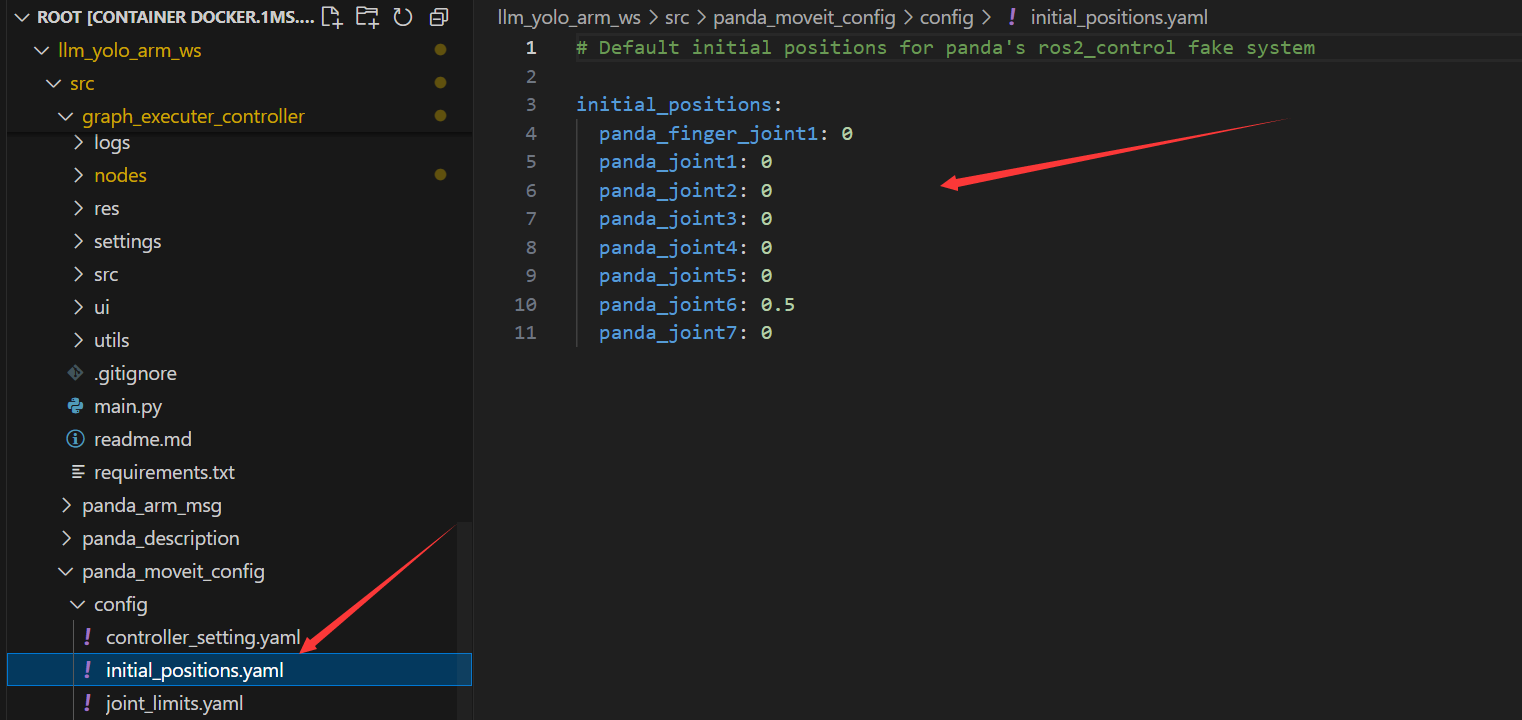 ROOT [CONTAINER DOCKER.1MS....
llm_yolo_arm_ws
src
graph_executer_controller
logs
nodes
res
settings
src
ui
utils
.gitignore
main.py
readme.md
requirements.txt
panda_arm_msg
panda_description
panda_moveit_config
config
! controller_setting.yaml
! initial_positions.yaml
! joint_limits.yaml
llm_yolo_arm_ws > src > panda_moveit_config > config > ! initial_positions.yaml
1 # Default initial positions for panda's ros2_control fake system
2
3 initial_positions:
4 panda_finger_joint1: 0
5 panda_joint1: 0
6 panda_joint2: 0
7 panda_joint3: 0
8 panda_joint4: 0
9 panda_joint5: 0
10 panda_joint6: 0.5
11 panda_joint7: 0